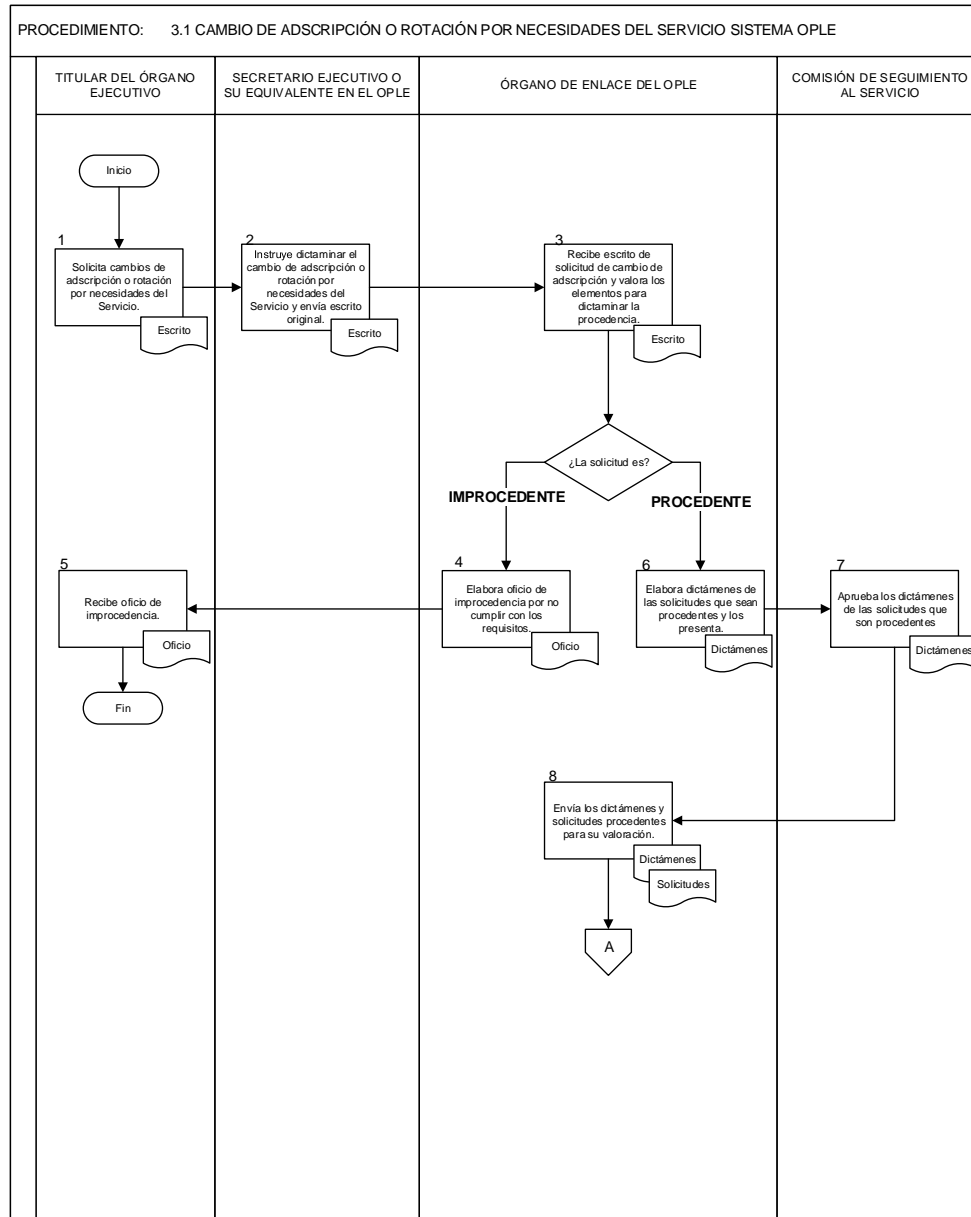 PROCEDIMIENTO: 3.1 CAMBIO DE ADSCRIPCIÓN O ROTACIÓN POR NECESIDADES DEL SERVICIO SISTEMA OPLE
TITULAR DEL ÓRGANO
EJECUTIVO
SECRETARIO EJECUTIVO O
SU EQUIVALENTE EN EL OPLE
ÓRGANO DE ENLACE DEL OPLE
COMISIÓN DE SEGUIMIENTO
AL SERVICIO
Inicio
1
Solicita cambios de
adscripción o rotación
por necesidades del
Servicio.
Escrito
2
Instruye dictaminar el
cambio de adscripción o
rotación por
necesidades del
Servicio y envía escrito
original.
Escrito
3
Recibe escrito de
solicitud de cambio de
adscripción y valora los
elementos para
dictaminar la
procedencia.
Escrito
¿La solicitud es?
IMPROCEDENTE
PROCEDENTE
5
Recibe oficio de
improcedencia.
Oficio
Fin
4
Elabora oficio de
improcedencia por no
cumplir con los
requisitos.
Oficio
6
Elabora dictámenes de
las solicitudes que sean
procedentes y los
presenta.
Dictámenes
7
Aprueba los dictámenes
de las solicitudes que
son procedentes
Dictámenes
8
Envía los dictámenes y
solicitudes procedentes
para su valoración.
Dictámenes
Solicitudes
A